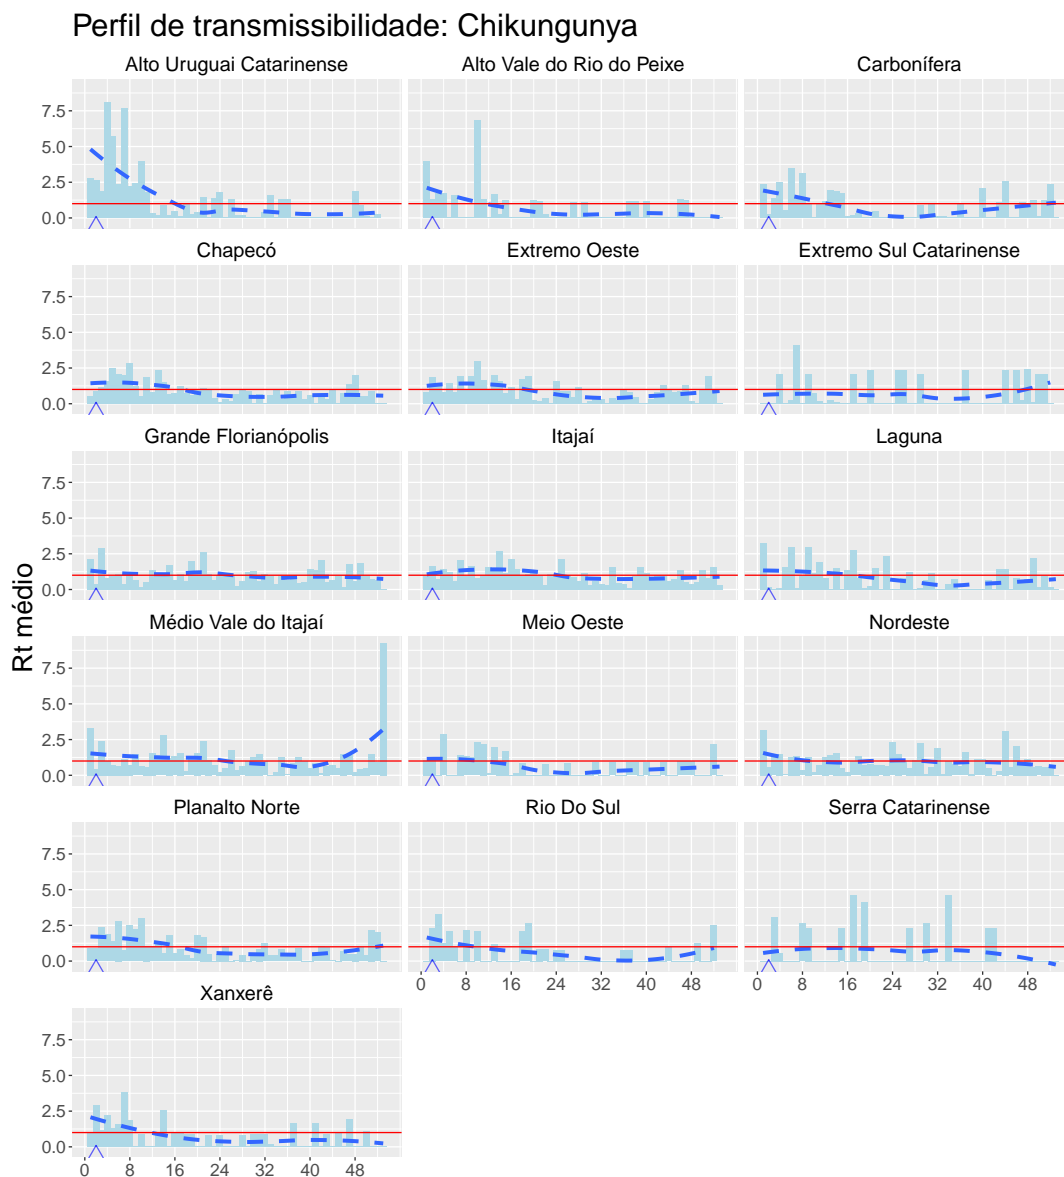 Perfil de transmissibilidade: Chikungunya
Alto Uruguai Catarinense
Alto Vale do Rio do Peixe
Carbonífera
7.5
5.0
2.5
0.0
Chapecó
Extremo Oeste
Extremo Sul Catarinense
7.5
5.0
2.5
0.0
Grande Florianópolis
Itajaí
Laguna
7.5
5.0
2.5
0.0
Rt médio
Médio Vale do Itajaí
Meio Oeste
Nordeste
7.5
5.0
2.5
0.0
Planalto Norte
Rio Do Sul
Serra Catarinense
7.5
5.0
2.5
0.0
0 8 16 24 32 40 48
0 8 16 24 32 40 48
Xanxerê
7.5
5.0
2.5
0.0
0 8 16 24 32 40 48